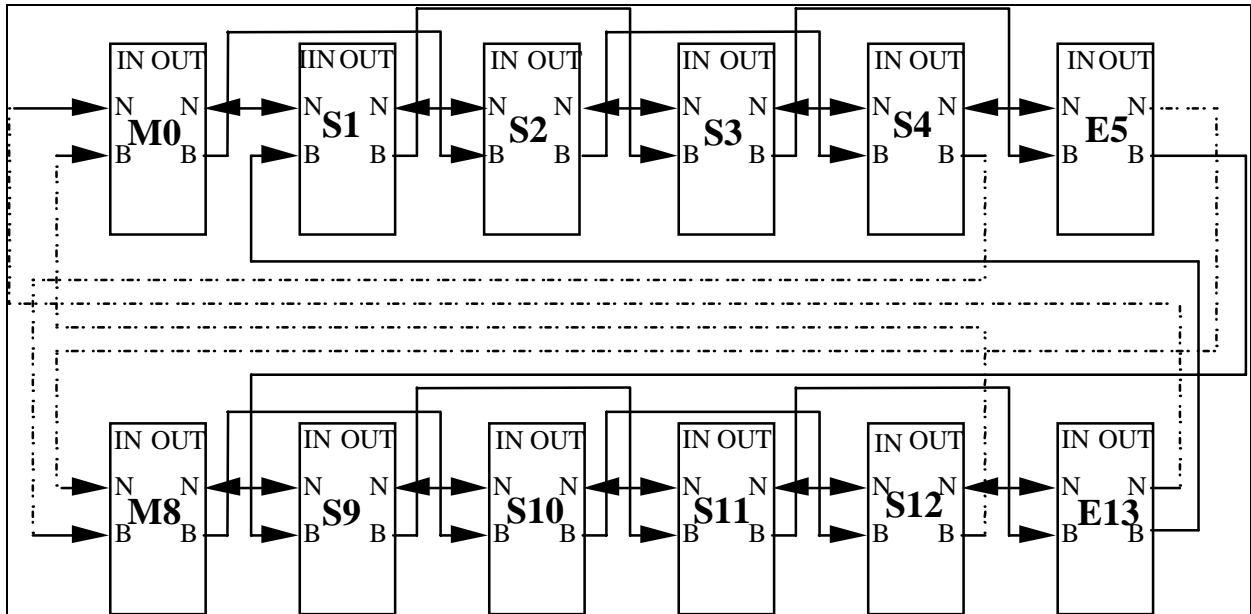 IN OUT IIN OUT IN OUT IN OUT IN OUT IN OUT
N N N N N N N N N N N N
M0 S1 S2 S3 S4 E5
B B B B B B B B B B B B
IN OUT IN OUT IN OUT IN OUT IN OUT IN OUT
N N N N N N N N N N N N
M8 S9 S10 S11 S12 E13
B B B B B B B B B B B B